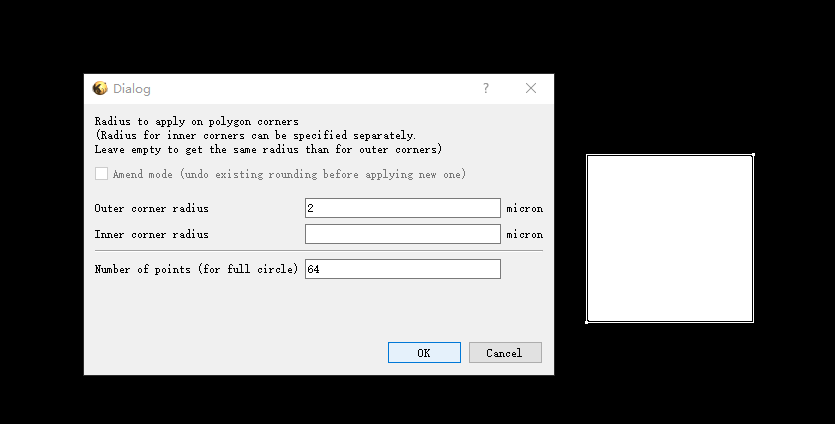 Dialog
?
Radius to apply on polygon corners
(Radius for inner corners can be specified separately.
Leave empty to get the same radius than for outer corners)
Amend mode (undo existing rounding before applying new one)
Outer corner radius 2 micron
Inner corner radius micron
Number of points (for full circle) 64
OK Cancel